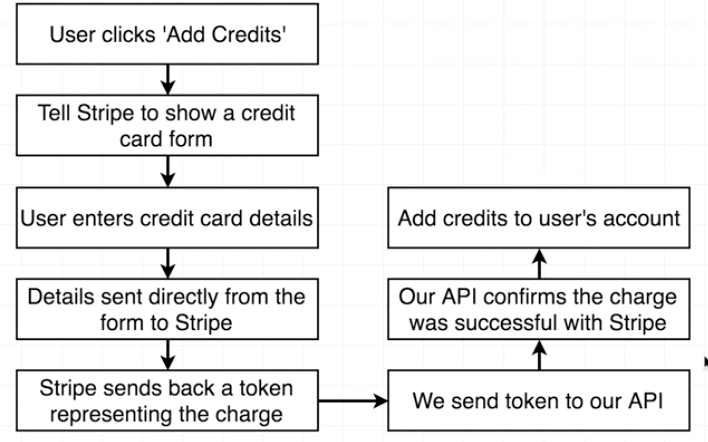 User clicks 'Add Credits'
Tell Stripe to show a credit
card form
User enters credit card details
Details sent directly from the
form to Stripe
Stripe sends back a token
representing the charge
We send token to our API
Our API confirms the charge
was successful with Stripe
Add credits to user's account